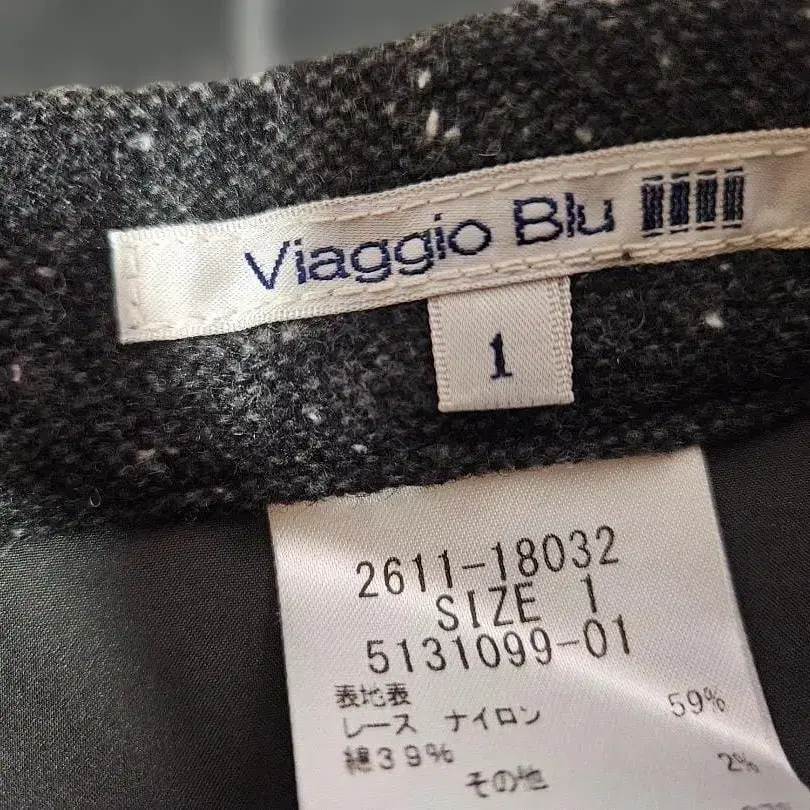 Viaggio Blu
1
2611-18032
SIZE 1
5131099-01
表地表
レース ナイロン 59%
綿39%
その他 2%